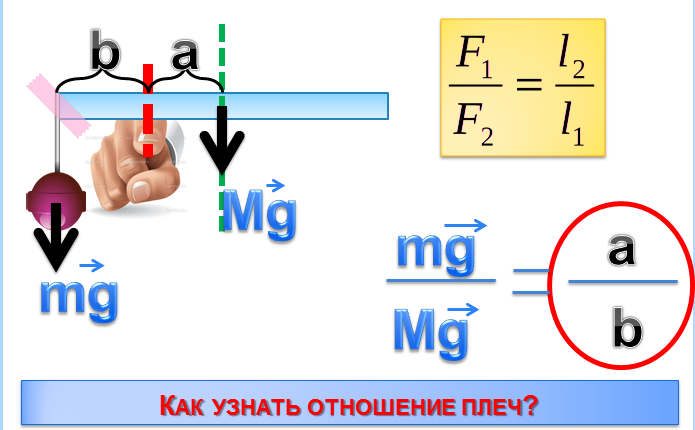 b a
F₁/F₂ = l₂/l₁
Mg
mg
mg/Mg = a/b
КАК УЗНАТЬ ОТНОШЕНИЕ ПЛЕЧ?